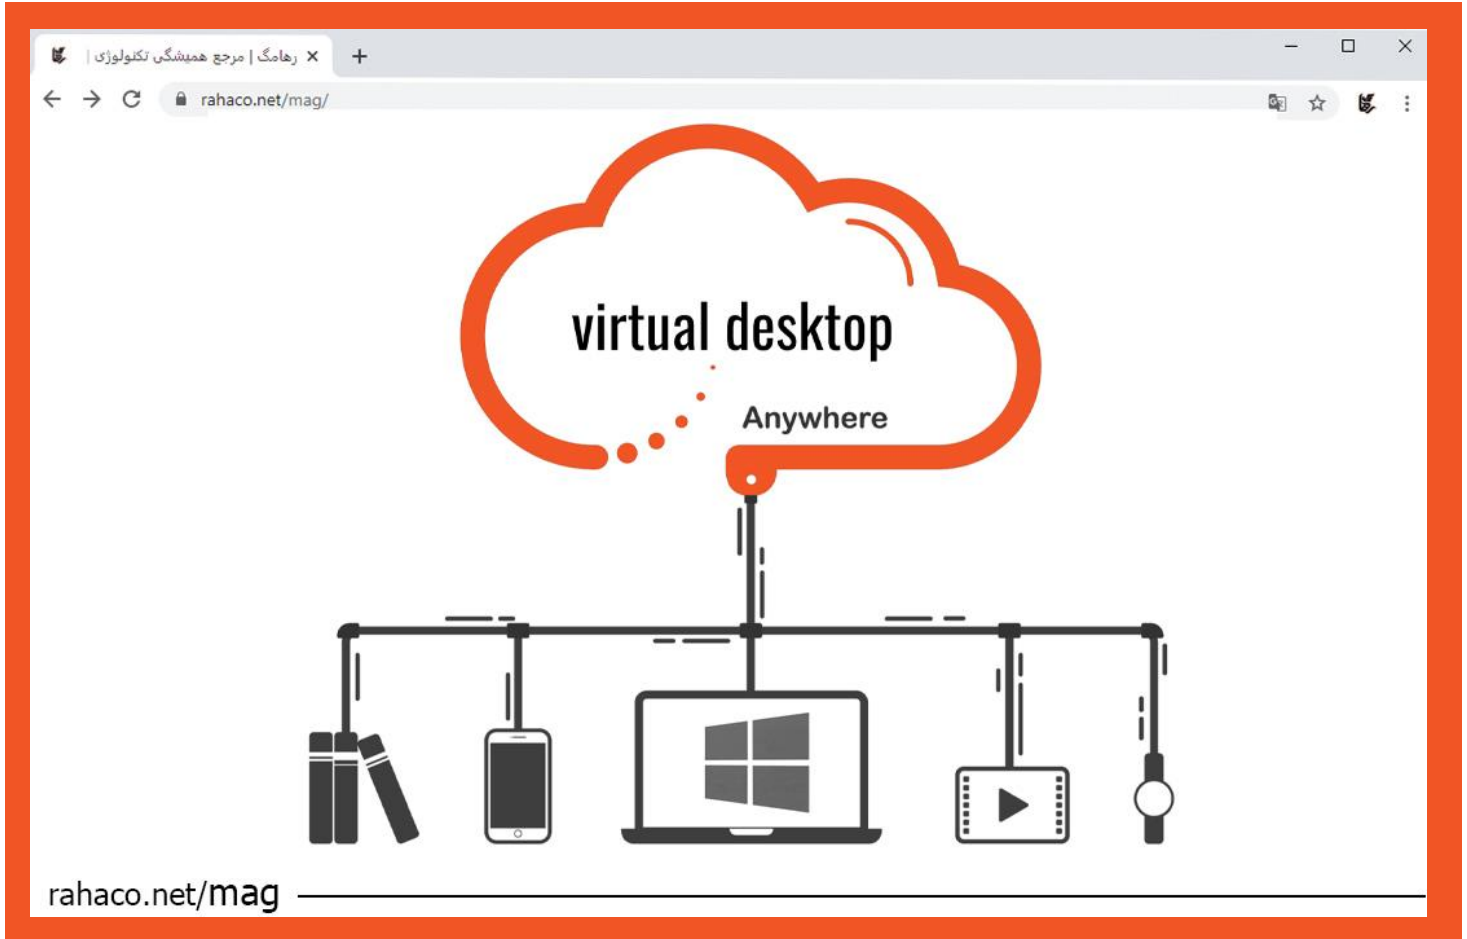 رهامگ | مرجع همیشگی تکنولوژی |
rahaco.net/mag/
virtual desktop
Anywhere
rahaco.net/mag